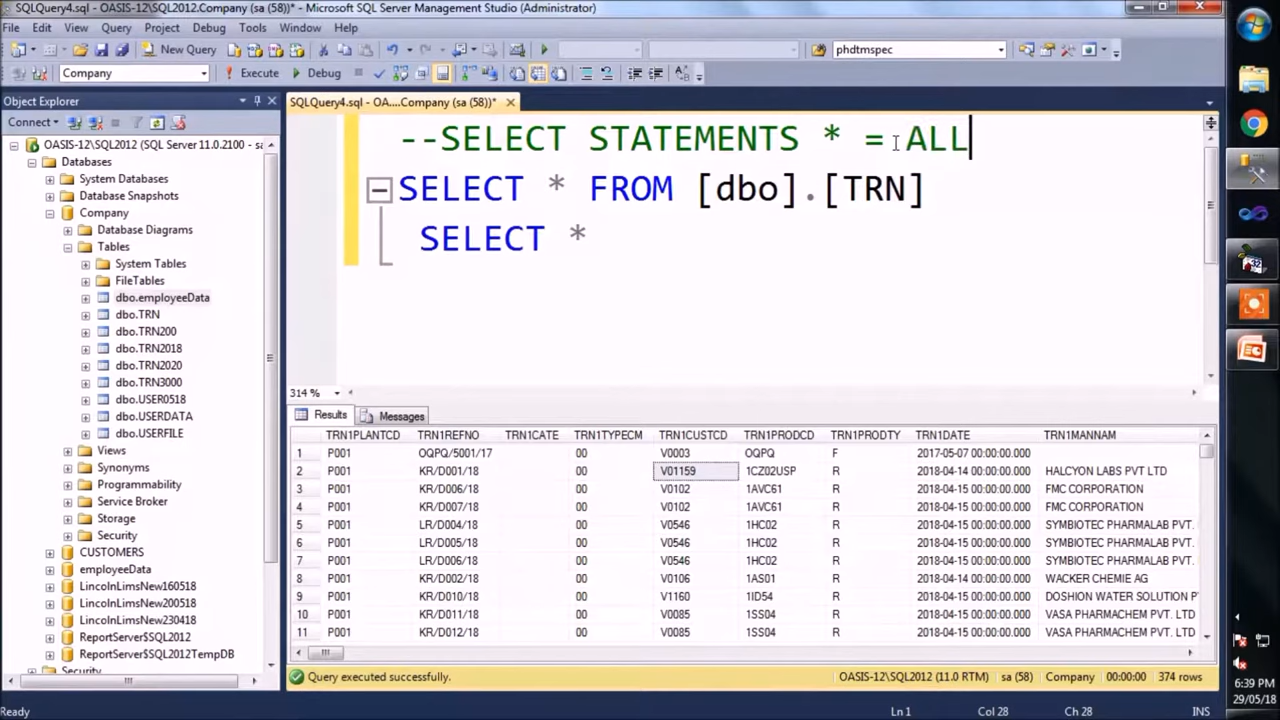 SQLQuery4.sql - OASIS-12\SQL2012.Company (sa (58))* - Microsoft SQL Server Management Studio (Administrator)
File Edit View Query Project Debug Tools Window Help
New Query phdtmspec
Company Execute Debug
Object Explorer
Connect
OASIS-12\SQL2012 (SQL Server 11.0.2100 - sa
Databases
System Databases
Database Snapshots
Company
Database Diagrams
Tables
System Tables
FileTables
dbo.employeeData
dbo.TRN
dbo.TRN200
dbo.TRN2018
dbo.TRN2020
dbo.TRN3000
dbo.USER0518
dbo.USERDATA
dbo.USERFILE
Views
Synonyms
Programmability
Service Broker
Storage
Security
CUSTOMERS
employeeData
LincolnLimsNew160518
LincolnLimsNew200518
LincolnLimsNew230418
ReportServer$SQL2012
ReportServer$SQL2012TempDB
Security
SQLQuery4.sql - OA....Company (sa (58))*
--SELECT STATEMENTS * = ALL
SELECT * FROM [dbo].[TRN]
SELECT *
314 %
Results Messages
TRN1PLANTCD TRN1REFNO TRN1CATE TRN1TYPECM TRN1CUSTCD TRN1PRODCD TRN1PRODTY TRN1DATE TRN1MANNAM
1 P001 OQPQ/5001/17 00 V0003 OQPQ F 2017-05-07 00:00:00.000
2 P001 KR/D001/18 00 V01159 1CZ02USP R 2018-04-14 00:00:00.000 HALCYON LABS PVT LTD
3 P001 KR/D006/18 00 V0102 1AVC61 R 2018-04-15 00:00:00.000 FMC CORPORATION
4 P001 KR/D007/18 00 V0102 1AVC61 R 2018-04-15 00:00:00.000 FMC CORPORATION
5 P001 LR/D004/18 00 V0546 1HC02 R 2018-04-15 00:00:00.000 SYMBIOTEC PHARMALAB PVT.
6 P001 LR/D005/18 00 V0546 1HC02 R 2018-04-15 00:00:00.000 SYMBIOTEC PHARMALAB PVT.
7 P001 LR/D006/18 00 V0546 1HC02 R 2018-04-15 00:00:00.000 SYMBIOTEC PHARMALAB PVT.
8 P001 KR/D002/18 00 V0106 1AS01 R 2018-04-14 00:00:00.000 WACKER CHEMIE AG
9 P001 KR/D010/18 00 V1160 1ID54 R 2018-04-15 00:00:00.000 DOSHION WATER SOLUTION P
10 P001 KR/D011/18 00 V0085 1SS04 R 2018-04-15 00:00:00.000 VASA PHARMACHEM PVT. LTD
11 P001 KR/D012/18 00 V0085 1SS04 R 2018-04-15 00:00:00.000 VASA PHARMACHEM PVT. LTD
Query executed successfully. OASIS-12\SQL2012 (11.0 RTM) sa (58) Company 00:00:00 374 rows
Ready Ln 1 Col 28 Ch 28 INS
6:39 PM
29/05/18